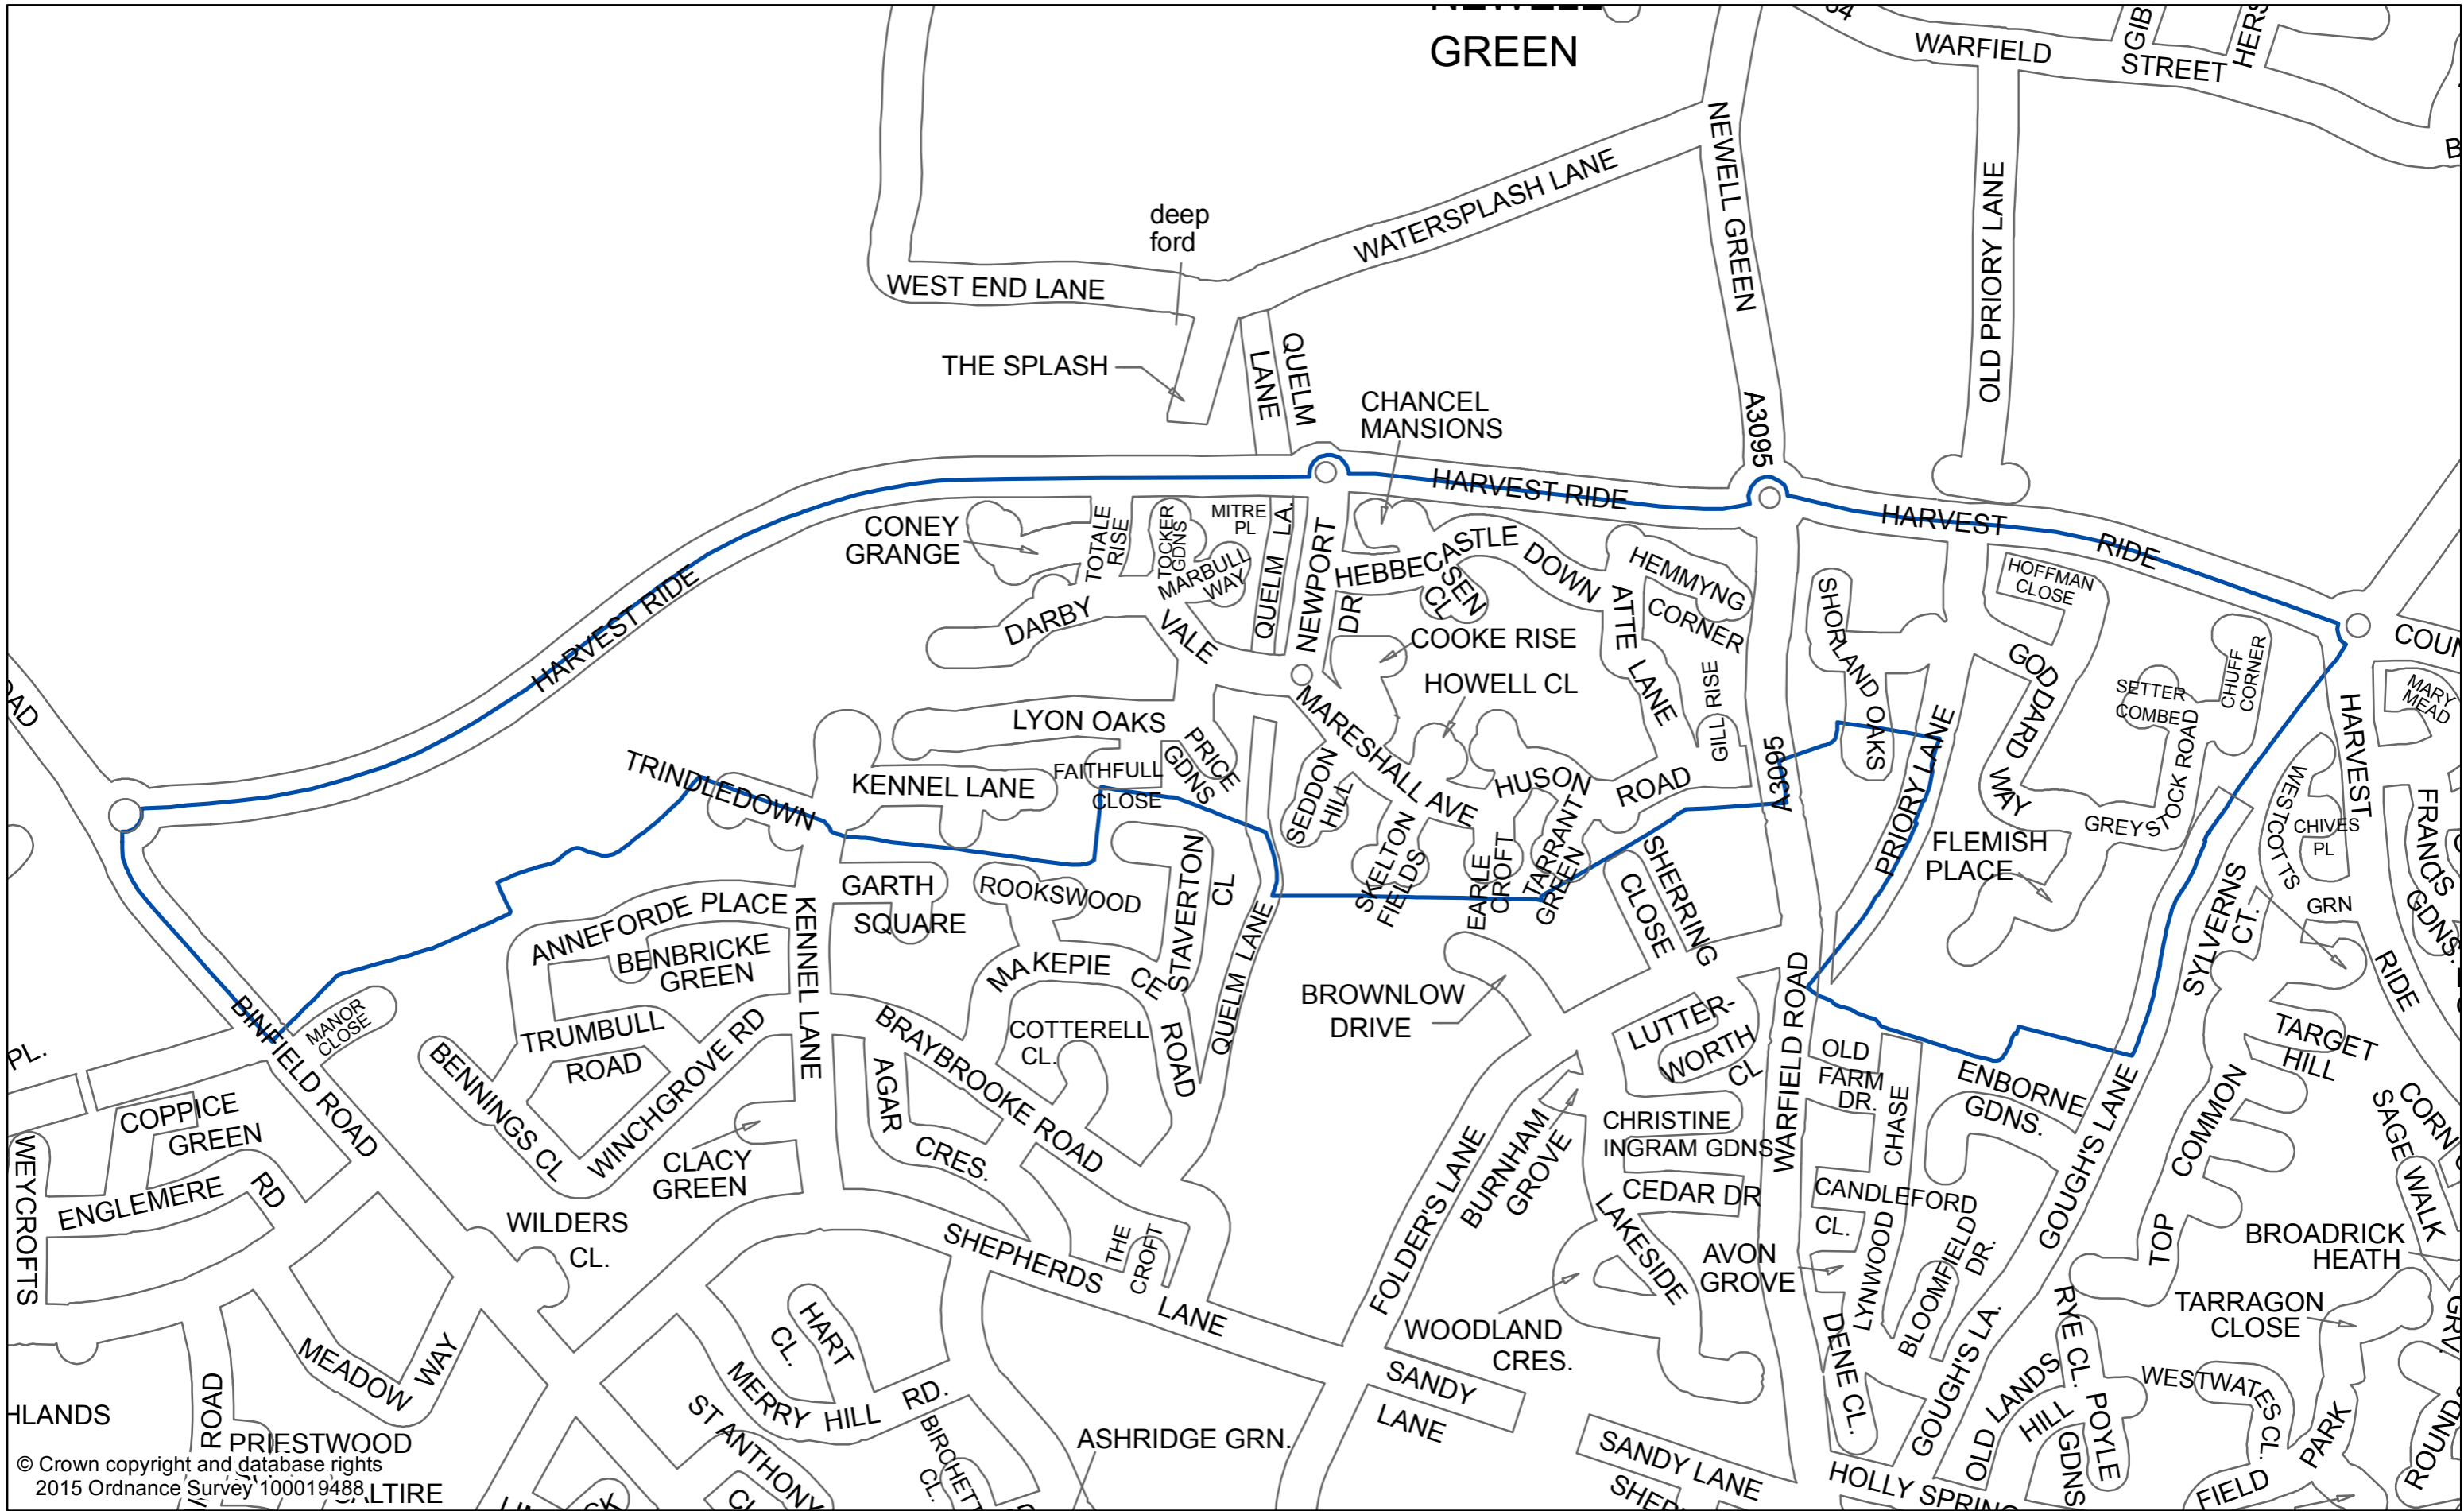 GREEN
WARFIELD
STREET
NEWELL GREEN
WATERSPLASH LANE
OLD PRIORY LANE
deep
ford
WEST END LANE
THE SPLASH
QUELM
LANE
CHANCEL
MANSIONS
A3095
HARVEST RIDE
HARVEST
RIDE
CONEY
GRANGE
TOTALE
RISE
TOCKER
GDNS
MITRE
PL
MARBULL
WAY
QUELM LA.
NEWPORT
DR
HEBBECASTLE
DOWN
SEN
CL
HEMMYNG
CORNER
ATTE LANE
GILL RISE
SHORLAND OAKS
HOFFMAN
CLOSE
GODDARD
WAY
CHUFF
CORNER
SETTER
COMBE
MARY
MEAD
HARVEST RIDE
DARBY
VALE
COOKE RISE
HOWELL CL
LYON OAKS
PRICE
GDNS
MARESHALL AVE
SEDDON
HILL
HUSON
ROAD
A3095
PRIORY LANE
GREYSTOCK ROAD
WESTCOTTS
GRN
CHIVES
PL
HARVEST
RIDE
FRANCIS
GDNS.
TRINDLEDOWN
KENNEL LANE
FAITHFULL
CLOSE
SKELTON
FIELDS
EARLE
CROFT
TARRANT
GREEN
FLEMISH
PLACE
GARTH
SQUARE
ROOKSWOOD
STAVERTON
CL
SHERRING
CLOSE
ANNEFORDE PLACE
BENBRICKE
GREEN
KENNEL LANE
MAKEPIECE
ROAD
QUELM LANE
BROWNLOW
DRIVE
SYLVERNS
CT.
BINFIELD ROAD
MANOR
CLOSE
TRUMBULL
ROAD
BENNINGS CL
WINCHGROVE RD
BRAYBROOKE ROAD
COTTERELL
CL.
AGAR
CRES.
LUTTER-
WORTH
CL
WARFIELD ROAD
OLD
FARM
DR.
CHASE
ENBORNE
GDNS.
GOUGH'S LANE
TARGET
HILL
PL.
COPPICE
GREEN
ENGLEMERE
RD
WEYCROFTS
CLACY
GREEN
WILDERS
CL.
SHEPHERDS
LANE
THE
CROFT
FOLDER'S LANE
BURNHAM
GROVE
CHRISTINE
INGRAM GDNS
CEDAR DR
LAKESIDE
CANDLEFORD
CL.
AVON
GROVE
LYNWOOD
BLOOMFIELD
DR.
TOP COMMON
SAGE WALK
BROADRICK
HEATH
TARRAGON
CLOSE
WOODLAND
CRES.
DENE CL.
GOUGH'S LA.
OLD LANDS
HILL
RYE CL.
POYLE
GDNS
WESTWATES CL.
PARK
FIELD
MEADOW
WAY
ROAD
HART
CL.
MERRY HILL RD.
ST ANTHONY
CL
ASHRIDGE GRN.
SANDY
LANE
SANDY LANE
PRIESTWOOD
© Crown copyright and database rights
2015 Ordnance Survey 100019488